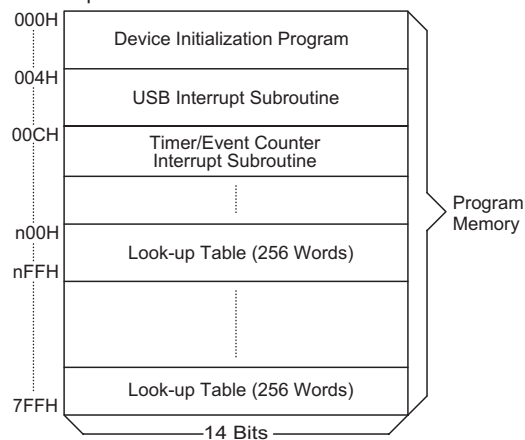 000H
Device Initialization Program
004H
USB Interrupt Subroutine
00CH
Timer/Event Counter
Interrupt Subroutine
Program
Memory
n00H
Look-up Table (256 Words)
nFFH
Look-up Table (256 Words)
7FFH
14 Bits